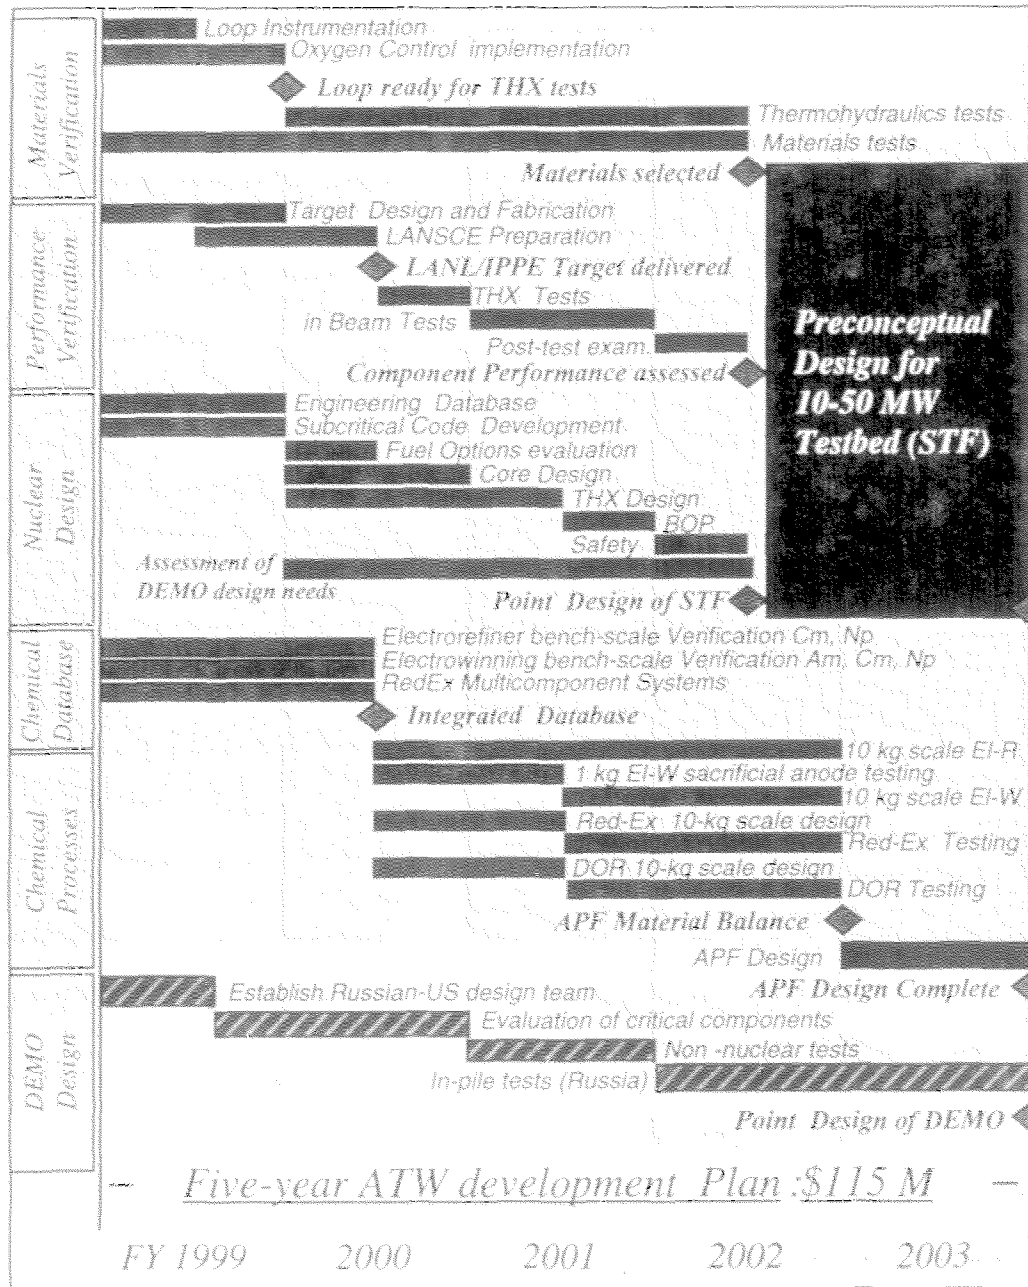 Materials
Verification
Loop Instrumentation
Oxygen Control implementation
Loop ready for THX tests
Thermohydraulics tests
Materials tests
Materials selected
Performance
Verification
Target Design and Fabrication
LANSCE Preparation
LANL/IPPE Target delivered
THX Tests
in Beam Tests
Post-test exam.
Component Performance assessed
Preconceptual
Design for
10-50 MW
Testbed (STF)
Nuclear
Design
Engineering Database
Subcritical Code Development
Fuel Options evaluation
Core Design
THX Design
BOP
Safety
Assessment of
DEMO design needs
Point Design of STF
Chemical
Database
Electrorefiner bench-scale Verification Cm, Np
Electrowinning bench-scale Verification Am, Cm, Np
RedEx Multicomponent Systems
Integrated Database
Chemical
Processes
10 kg scale El-R
1 kg El-W sacrificial anode testing
10 kg scale El-W
Red-Ex 10-kg scale design
Red-Ex Testing
DOR 10-kg scale design
DOR Testing
APF Material Balance
APF Design
APF Design Complete
DEMO
Design
Establish Russian-US design team
Evaluation of critical components
Non -nuclear tests
In-pile tests (Russia)
Point Design of DEMO
Five-year ATW development Plan :$115 M
FY 1999 2000 2001 2002 2003